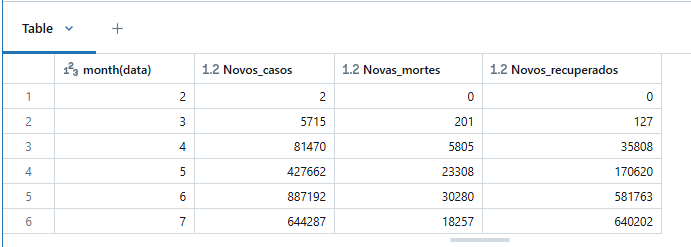 Table
1²3 month(data) 1.2 Novos_casos 1.2 Novas_mortes 1.2 Novos_recuperados
1 2 2 0 0
2 3 5715 201 127
3 4 81470 5805 35808
4 5 427662 23308 170620
5 6 887192 30280 581763
6 7 644287 18257 640202